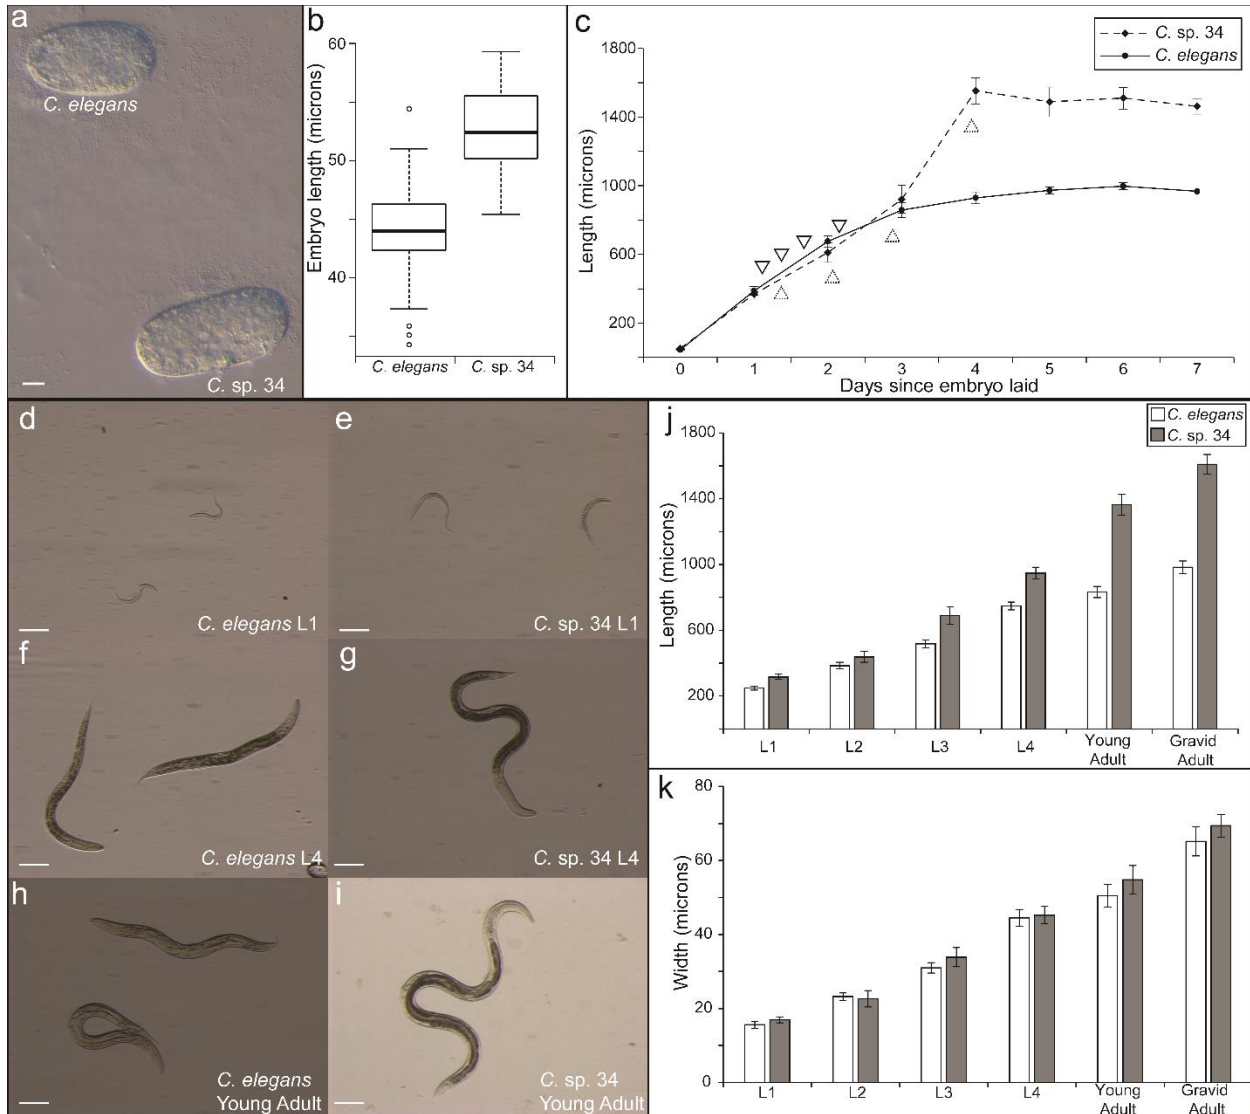 a
C. elegans
C. sp. 34
b
Embryo length (microns)
60
50
40
C. elegans
C. sp. 34
c
C. sp. 34
C. elegans
Length (microns)
1800
1400
1000
600
200
0 1 2 3 4 5 6 7
Days since embryo laid
d
C. elegans L1
e
C. sp. 34 L1
f
C. elegans L4
g
C. sp. 34 L4
h
C. elegans
Young Adult
i
C. sp. 34
Young Adult
j
C. elegans
C. sp. 34
Length (microns)
1800
1400
1000
600
200
L1 L2 L3 L4 Young Adult Gravid Adult
k
Width (microns)
80
60
40
20
0
L1 L2 L3 L4 Young Adult Gravid Adult